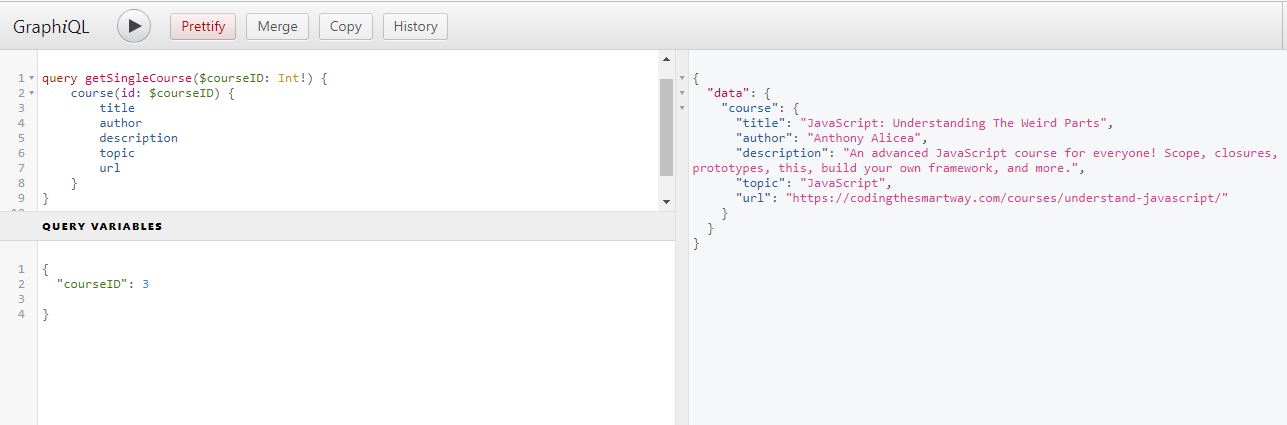 GraphiQL Prettify Merge Copy History
1 query getSingleCourse($courseID: Int!) {
2 course(id: $courseID) {
3 title
4 author
5 description
6 topic
7 url
8 }
9 }
10
QUERY VARIABLES
1 {
2 "courseID": 3
3
4 }
{
"data": {
"course": {
"title": "JavaScript: Understanding The Weird Parts",
"author": "Anthony Alicea",
"description": "An advanced JavaScript course for everyone! Scope, closures,
prototypes, this, build your own framework, and more.",
"topic": "JavaScript",
"url": "https://codingthesmartway.com/courses/understand-javascript/"
}
}
}